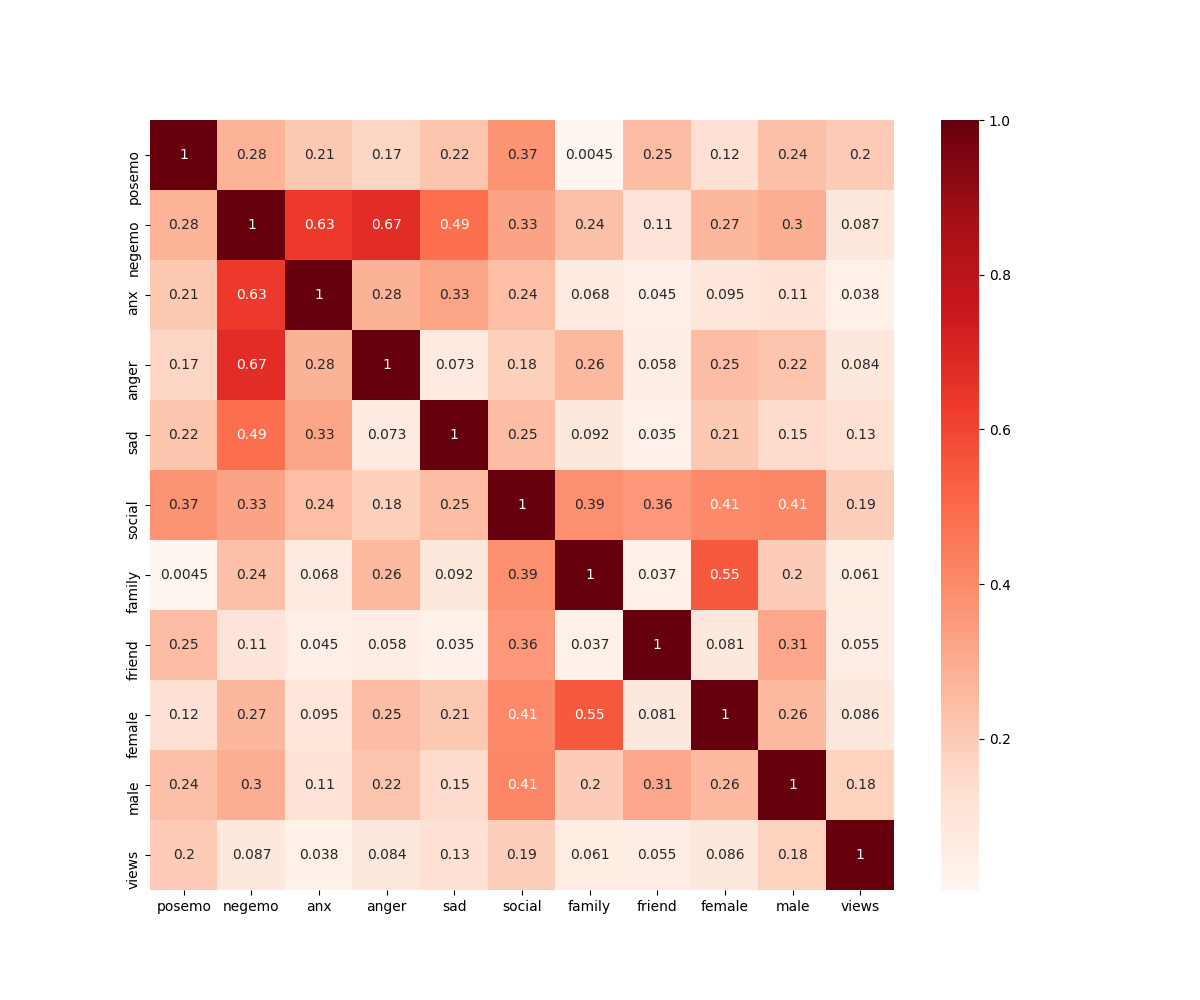 1.0
posemo 1 0.28 0.21 0.17 0.22 0.37 0.0045 0.25 0.12 0.24 0.2
negemo 0.28 1 0.63 0.67 0.49 0.33 0.24 0.11 0.27 0.3 0.087
0.8
anx 0.21 0.63 1 0.28 0.33 0.24 0.068 0.045 0.095 0.11 0.038
anger 0.17 0.67 0.28 1 0.073 0.18 0.26 0.058 0.25 0.22 0.084
0.6
sad 0.22 0.49 0.33 0.073 1 0.25 0.092 0.035 0.21 0.15 0.13
social 0.37 0.33 0.24 0.18 0.25 1 0.39 0.36 0.41 0.41 0.19
family 0.0045 0.24 0.068 0.26 0.092 0.39 1 0.037 0.55 0.2 0.061
0.4
friend 0.25 0.11 0.045 0.058 0.035 0.36 0.037 1 0.081 0.31 0.055
female 0.12 0.27 0.095 0.25 0.21 0.41 0.55 0.081 1 0.26 0.086
0.2
male 0.24 0.3 0.11 0.22 0.15 0.41 0.2 0.31 0.26 1 0.18
views 0.2 0.087 0.038 0.084 0.13 0.19 0.061 0.055 0.086 0.18 1
posemo negemo anx anger sad social family friend female male views